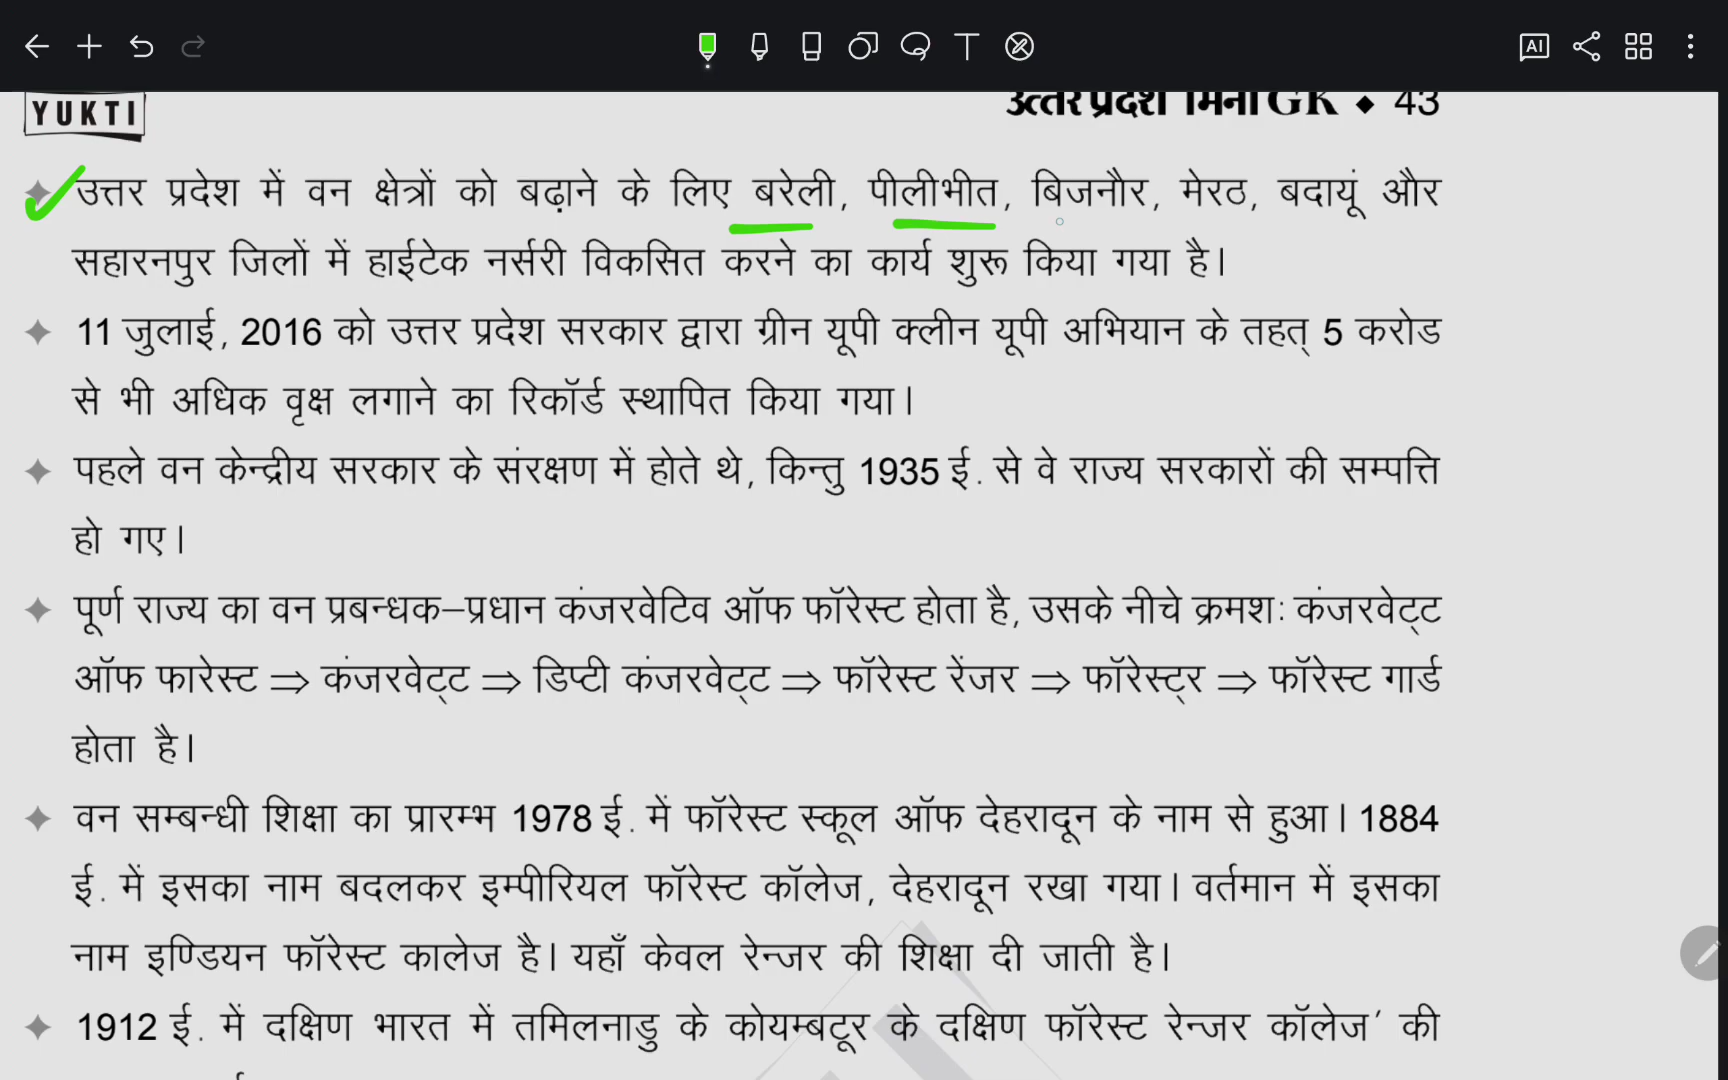 YUKTI
उत्तर प्रदेश मिनी GK ◆ 43
उत्तर प्रदेश में वन क्षेत्रों को बढ़ाने के लिए बरेली, पीलीभीत, बिजनौर, मेरठ, बदायूं और
सहारनपुर जिलों में हाईटेक नर्सरी विकसित करने का कार्य शुरू किया गया है।
11 जुलाई, 2016 को उत्तर प्रदेश सरकार द्वारा ग्रीन यूपी क्लीन यूपी अभियान के तहत् 5 करोड
से भी अधिक वृक्ष लगाने का रिकॉर्ड स्थापित किया गया।
पहले वन केन्द्रीय सरकार के संरक्षण में होते थे, किन्तु 1935 ई. से वे राज्य सरकारों की सम्पत्ति
हो गए।
पूर्ण राज्य का वन प्रबन्धक–प्रधान कंजरवेटिव ऑफ फॉरेस्ट होता है, उसके नीचे क्रमश: कंजरवेट्ट
ऑफ फारेस्ट ⇒ कंजरवेट्ट ⇒ डिप्टी कंजरवेट्ट ⇒ फॉरेस्ट रेंजर ⇒ फॉरेस्ट्र ⇒ फॉरेस्ट गार्ड
होता है।
वन सम्बन्धी शिक्षा का प्रारम्भ 1978 ई. में फॉरेस्ट स्कूल ऑफ देहरादून के नाम से हुआ। 1884
ई. में इसका नाम बदलकर इम्पीरियल फॉरेस्ट कॉलेज, देहरादून रखा गया। वर्तमान में इसका
नाम इण्डियन फॉरेस्ट कालेज है। यहाँ केवल रेन्जर की शिक्षा दी जाती है।
1912 ई. में दक्षिण भारत में तमिलनाडु के कोयम्बटूर के दक्षिण फॉरेस्ट रेन्जर कॉलेज’ की